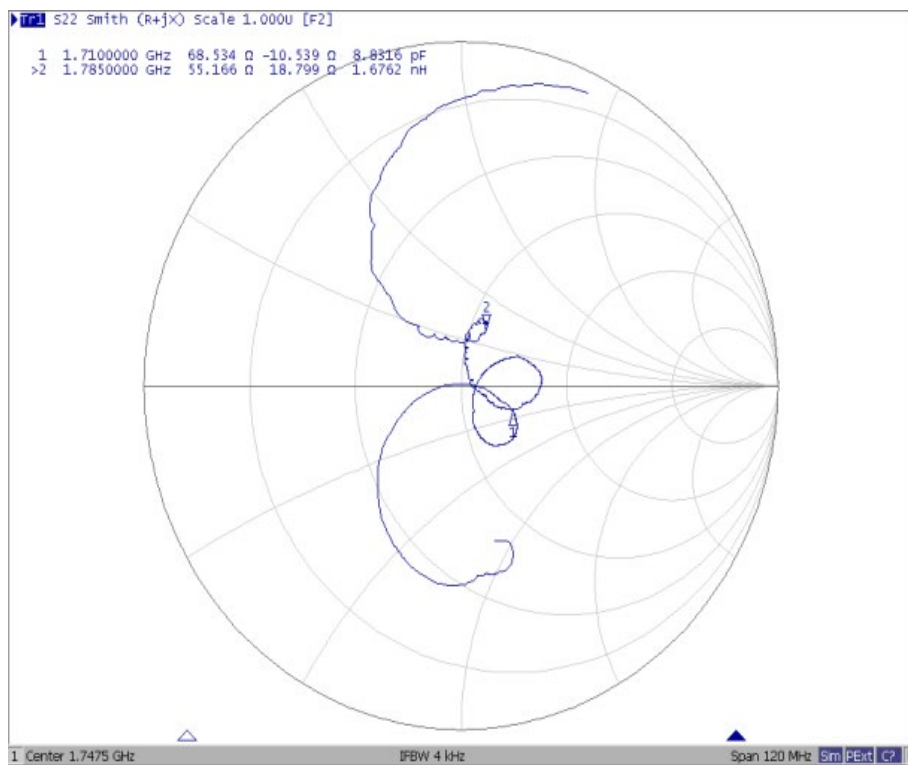 Tr1 S22 Smith (R+jX) Scale 1.000U [F2]
1 1.7100000 GHz 68.534 Ω -10.539 Ω 8.8316 pF
>2 1.7850000 GHz 55.166 Ω 18.799 Ω 1.6762 nH
2
1
1 Center 1.7475 GHz IFBW 4 kHz Span 120 MHz Sim PExt C?